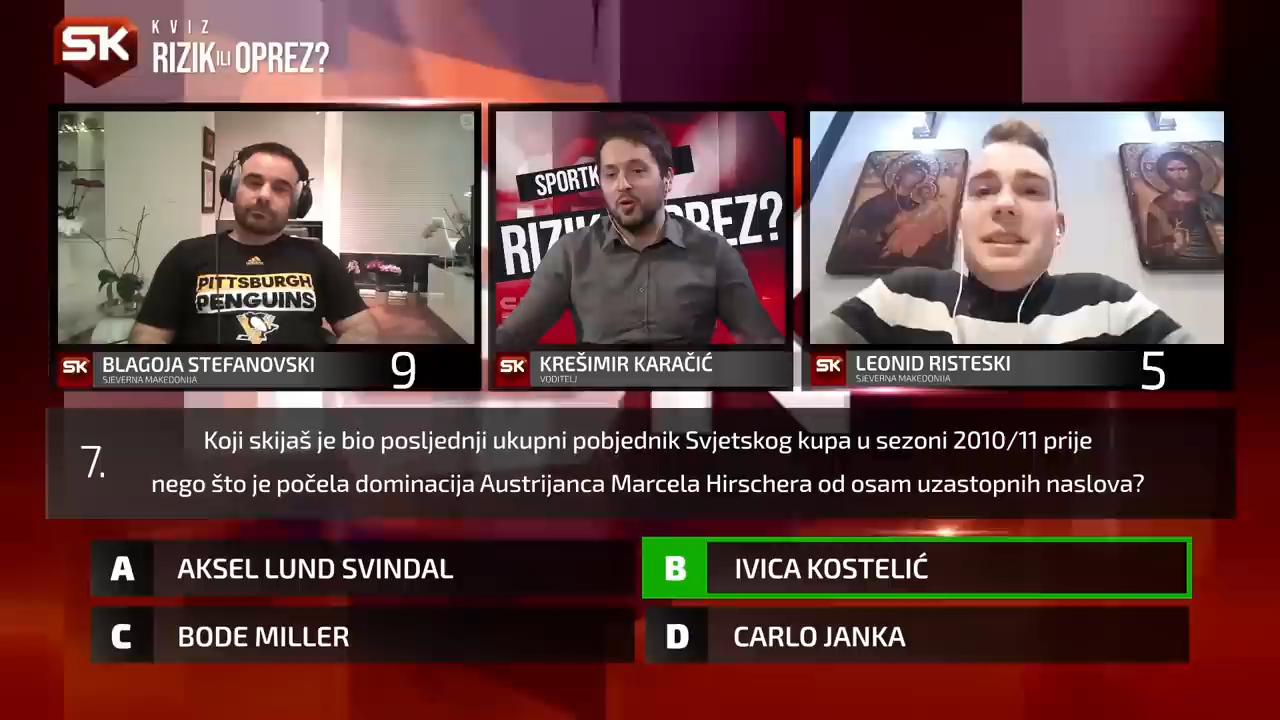 SK
KVIZ
RIZIK ILI OPREZ?
SPORTK
RIZIK OPREZ?
PITTSBURGH
PENGUINS
SK BLAGOJA STEFANOVSKI 9
SJEVERNA MAKEDONIJA
SK KREŠIMIR KARAČIĆ
VODITELJ
SK LEONID RISTESKI 5
SJEVERNA MAKEDONIJA
7. Koji skijaš je bio posljednji ukupni pobjednik Svjetskog kupa u sezoni 2010/11 prije
nego što je počela dominacija Austrijanca Marcela Hirschera od osam uzastopnih naslova?
A AKSEL LUND SVINDAL
B IVICA KOSTELIĆ
C BODE MILLER
D CARLO JANKA